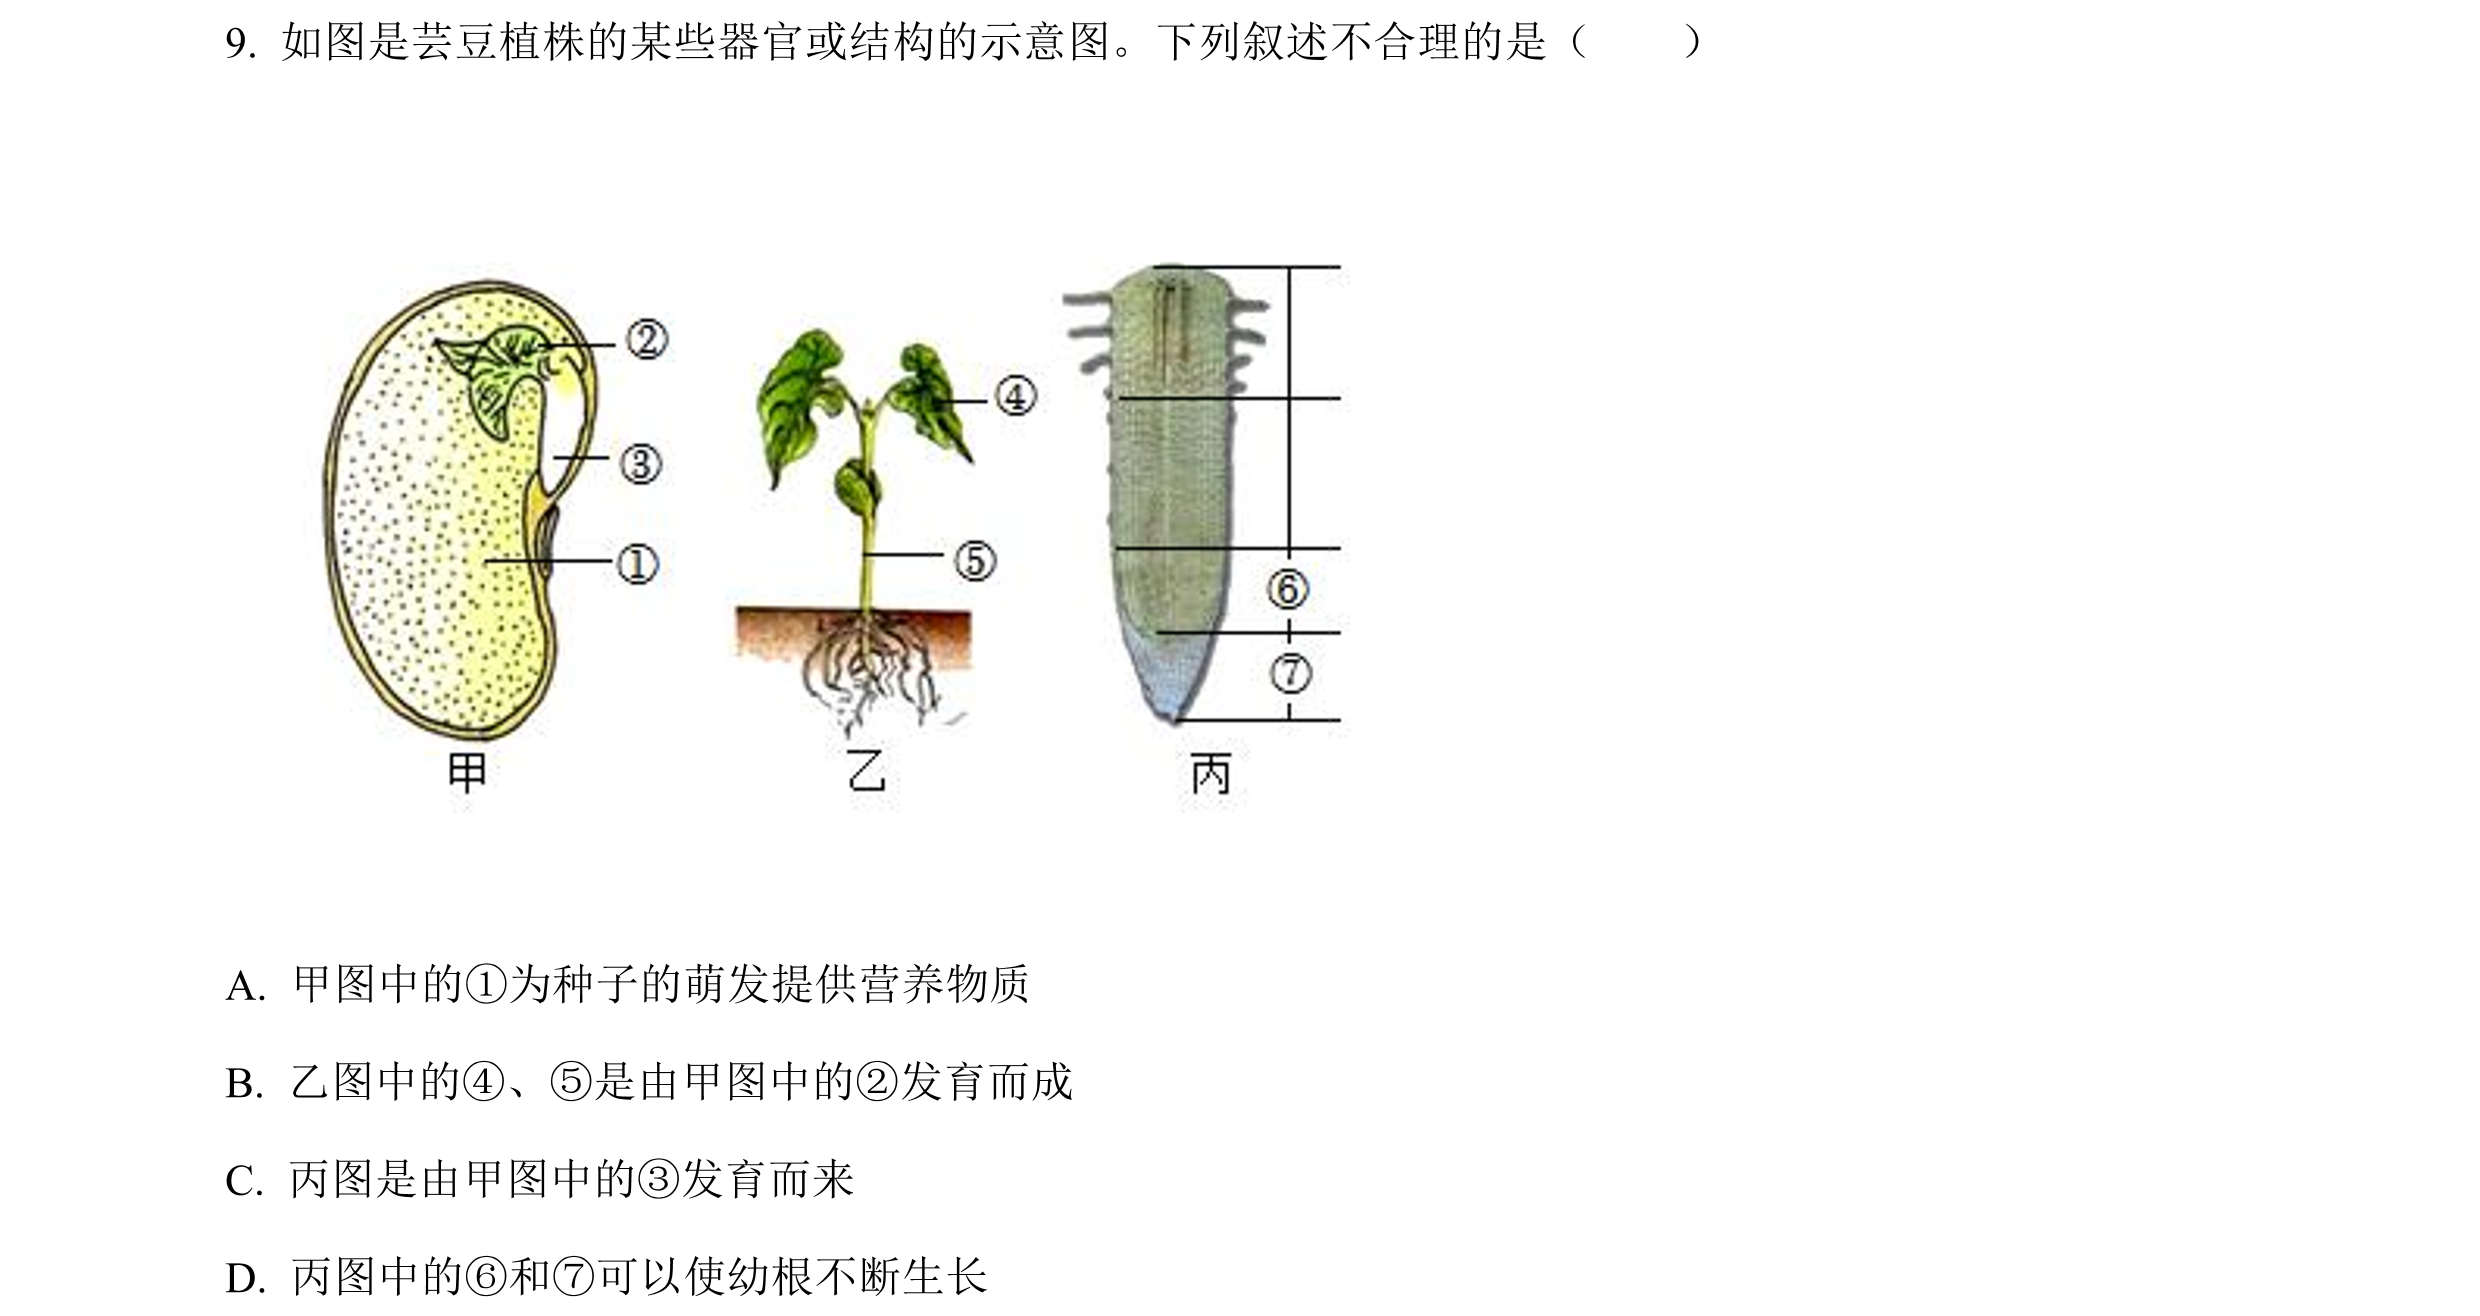 9. 如图是芸豆植株的某些器官或结构的示意图。下列叙述不合理的是（　　）
②
④
③
⑤
①
⑥
⑦
甲
乙
丙
A. 甲图中的①为种子的萌发提供营养物质
B. 乙图中的④、⑤是由甲图中的②发育而成
C. 丙图是由甲图中的③发育而来
D. 丙图中的⑥和⑦可以使幼根不断生长